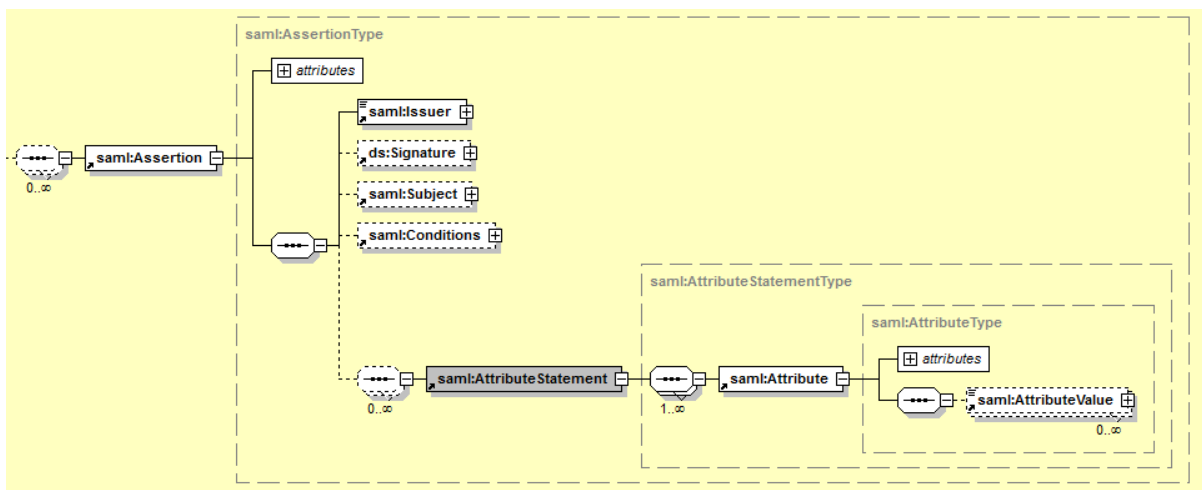 saml:AssertionType
attributes
saml:Issuer
ds:Signature
saml:Assertion
0..∞
saml:Subject
saml:Conditions
saml:AttributeStatementType
saml:AttributeType
attributes
saml:AttributeStatement
saml:Attribute
saml:AttributeValue
0..∞
1..∞
0..∞